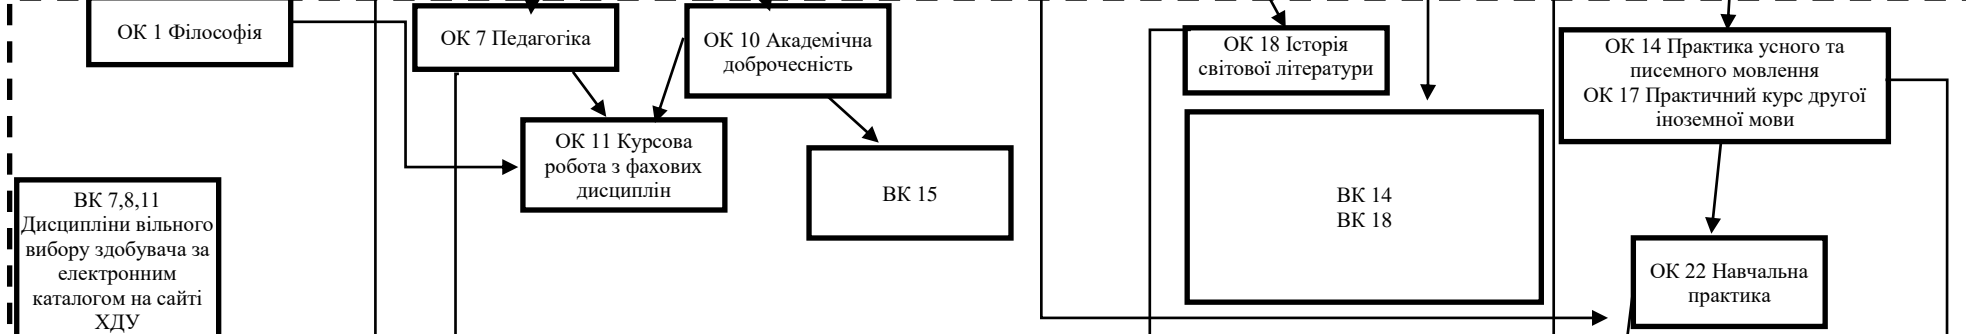 ОК 1 Філософія
ОК 7 Педагогіка
ОК 10 Академічна
доброчесність
ОК 11 Курсова
робота з фахових
дисциплін
ВК 15
ВК 7,8,11
Дисципліни вільного
вибору здобувача за
електронним
каталогом на сайті
ХДУ
ОК 18 Історія
світової літератури
ВК 14
ВК 18
ОК 14 Практика усного та
писемного мовлення
ОК 17 Практичний курс другої
іноземної мови
ОК 22 Навчальна
практика